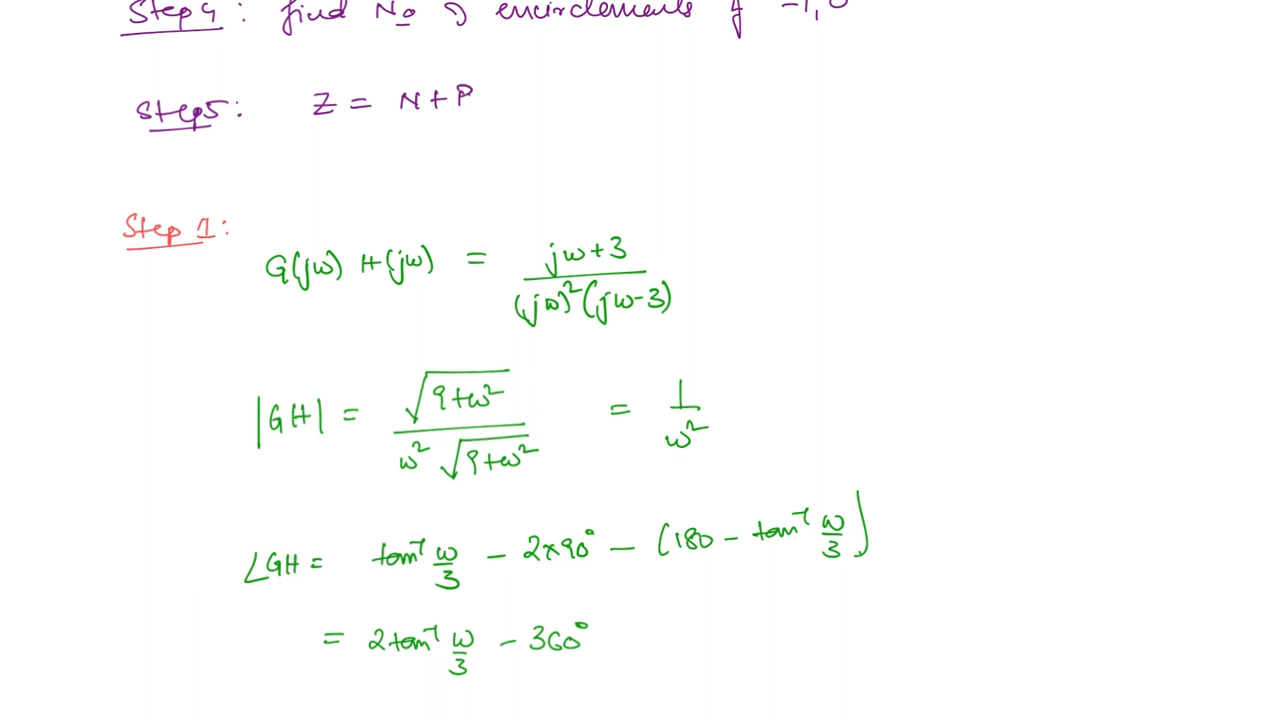 Step 4: find No of encirclements of -1, 0
Step5: Z = N+P
Step 1:
G(jω) H(jω) = jω+3 / (jω)²(jω-3)
|GH| = √9+ω² / ω² √9+ω² = 1 / ω²
∠GH = tan⁻¹ ω/3 - 2×90° - (180 - tan⁻¹ ω/3)
= 2tan⁻¹ ω/3 - 360°